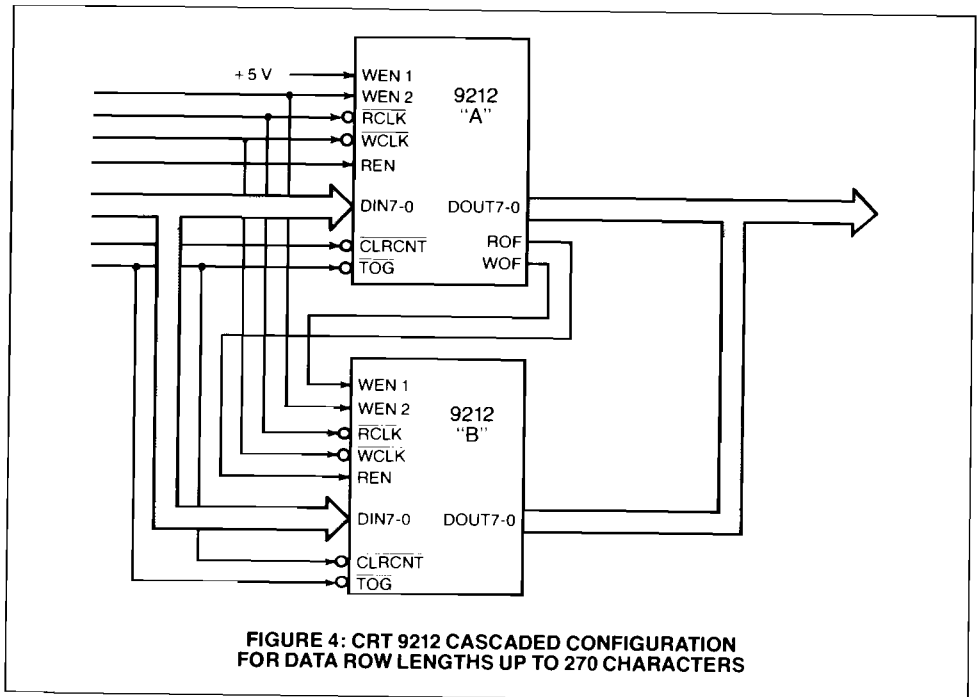 +5 V
WEN 1
WEN 2
RCLK
WCLK
REN
DIN7-0
CLRCNT
TOG
9212
"A"
DOUT7-0
ROF
WOF
WEN 1
WEN 2
RCLK
WCLK
REN
DIN7-0
CLRCNT
TOG
9212
"B"
DOUT7-0
FIGURE 4: CRT 9212 CASCADED CONFIGURATION
FOR DATA ROW LENGTHS UP TO 270 CHARACTERS